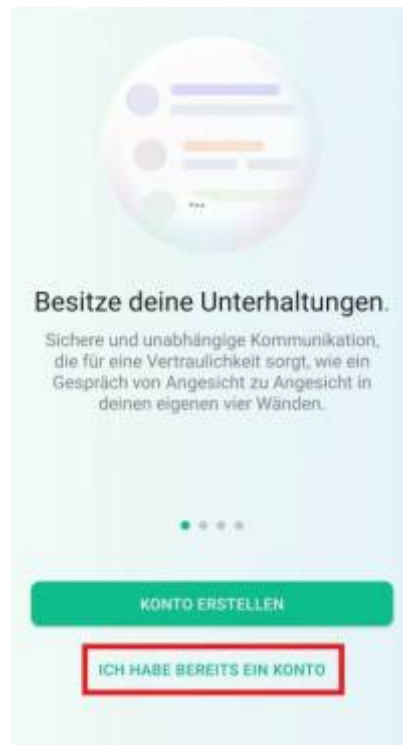 Besitze deine Unterhaltungen.
Sichere und unabhängige Kommunikation,
die für eine Vertraulichkeit sorgt, wie ein
Gespräch von Angesicht zu Angesicht in
deinen eigenen vier Wänden.
KONTO ERSTELLEN
ICH HABE BEREITS EIN KONTO